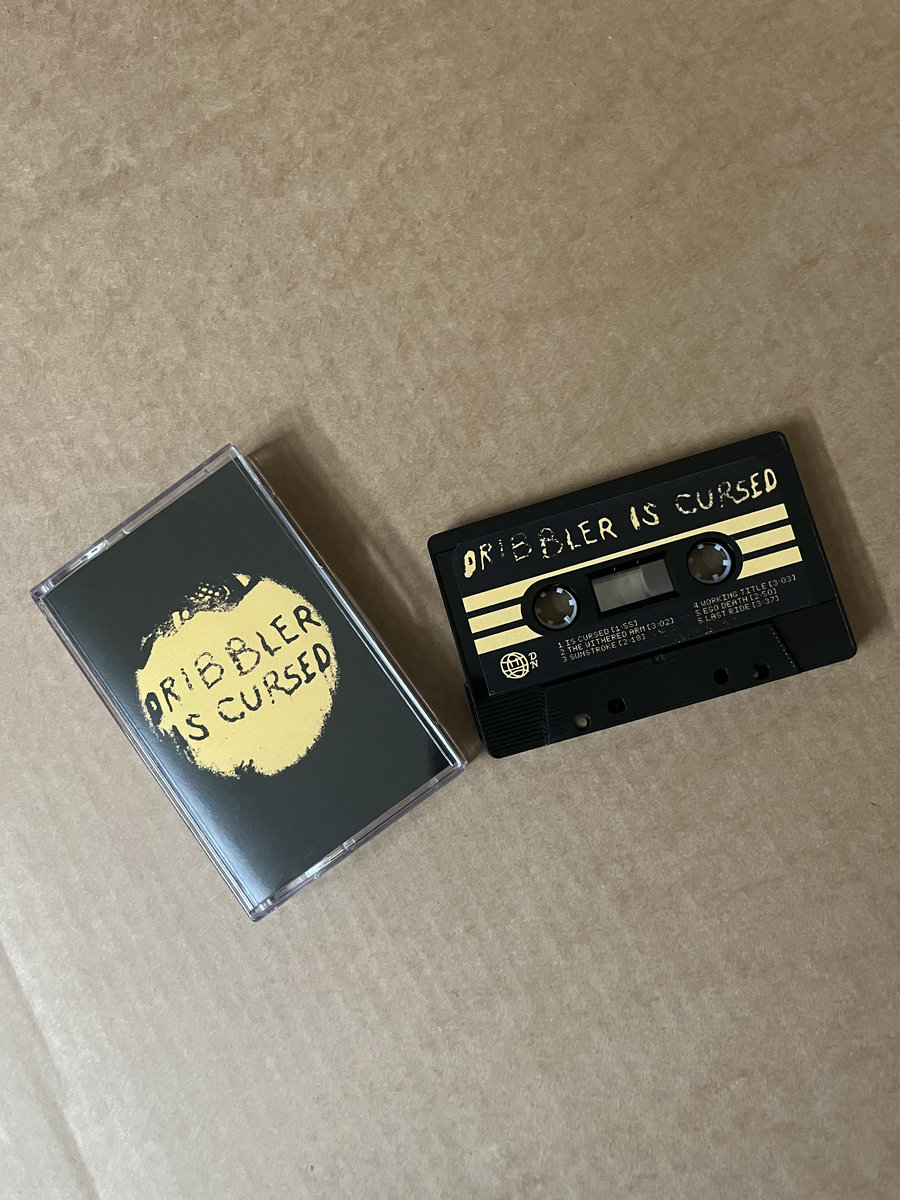 DRIBBLER
IS CURSED
DRIBBLER IS CURSED
1 IS CURSED [1:55]
2 THE WITHERED ARM [3:02]
3 SUNSTROKE [2:18]
4 WORKING TITLE [3:03]
5 EGO DEATH [2:50]
6 LAST RIDE [3:37]
D
N